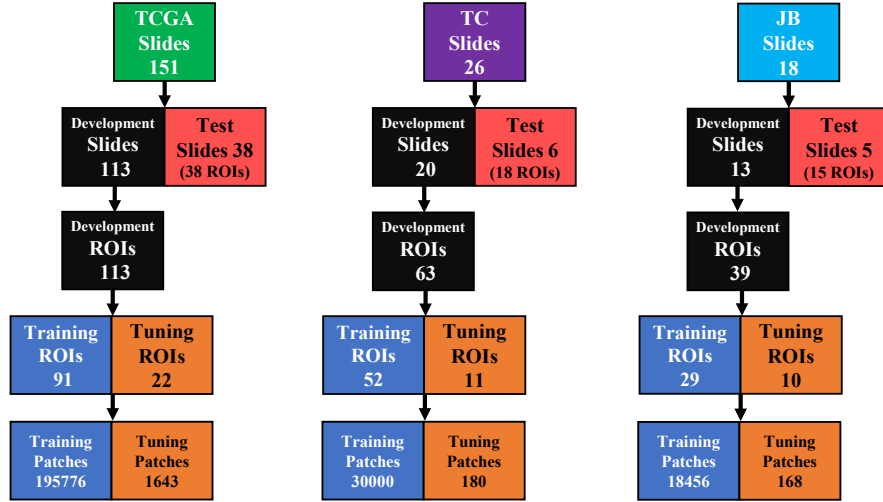 TCGA
Slides
151
Development
Slides
113
Test
Slides 38
(38 ROIs)
Development
ROIs
113
Training
ROIs
91
Tuning
ROIs
22
Training
Patches
195776
Tuning
Patches
1643
TC
Slides
26
Development
Slides
20
Test
Slides 6
(18 ROIs)
Development
ROIs
63
Training
ROIs
52
Tuning
ROIs
11
Training
Patches
30000
Tuning
Patches
180
JB
Slides
18
Development
Slides
13
Test
Slides 5
(15 ROIs)
Development
ROIs
39
Training
ROIs
29
Tuning
ROIs
10
Training
Patches
18456
Tuning
Patches
168